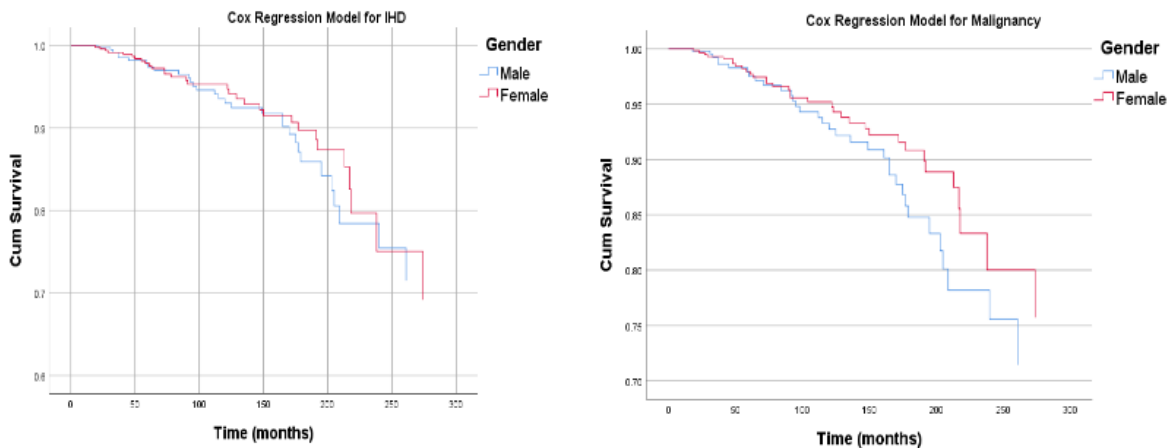 Cox Regression Model for IHD
Gender
Male
Female
1.0
0.9
0.8
0.7
0.6
Cum Survival
0 50 100 150 200 250 300
Time (months)
Cox Regression Model for Malignancy
Gender
Male
Female
1.00
0.95
0.90
0.85
0.80
0.75
0.70
Cum Survival
0 50 100 150 200 250 300
Time (months)